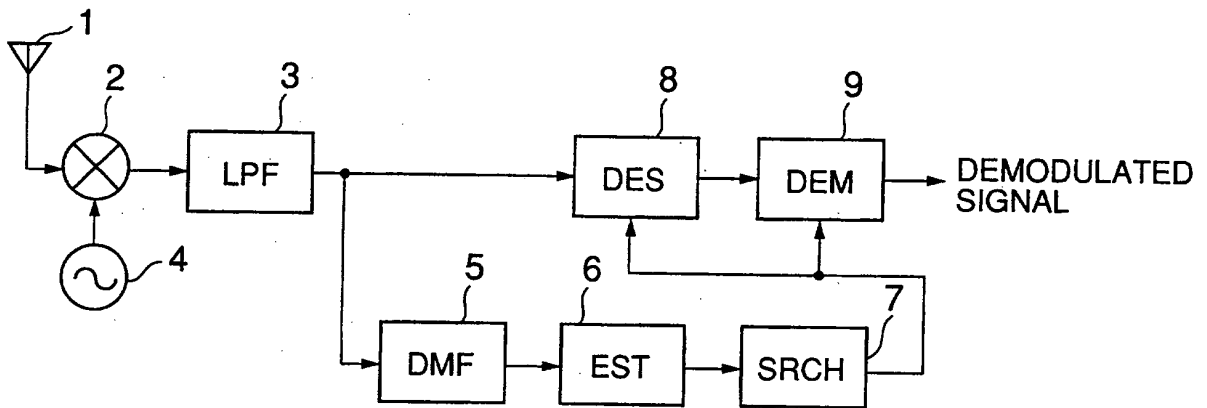 1
2
3
8
9
LPF
DES
DEM
DEMODULATED
SIGNAL
4
5
6
7
DMF
EST
SRCH